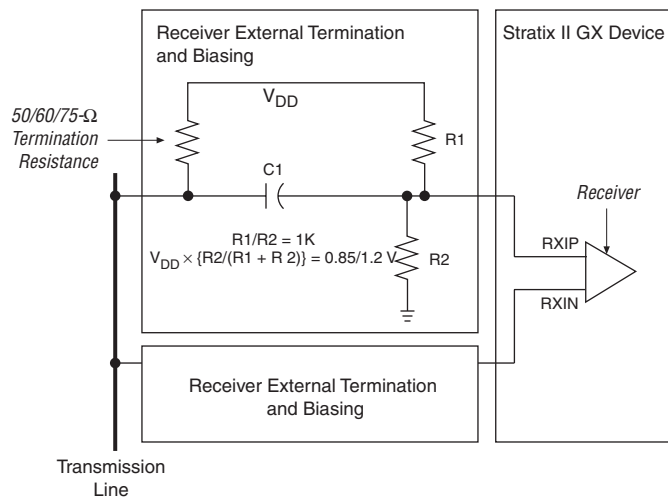 Receiver External Termination
and Biasing
Stratix II GX Device
V_DD
50/60/75-Ω
Termination
Resistance
R1
C1
Receiver
R1/R2 = 1K
V_DD × {R2/(R1 + R 2)} = 0.85/1.2 V
R2
RXIP
RXIN
Receiver External Termination
and Biasing
Transmission
Line